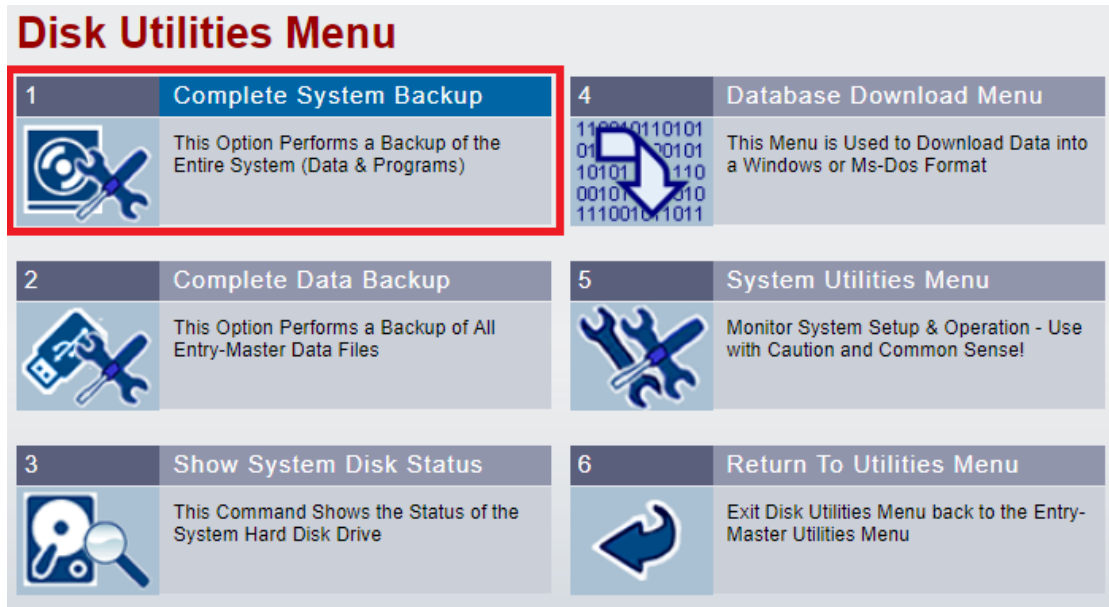 Disk Utilities Menu
1 Complete System Backup
This Option Performs a Backup of the
Entire System (Data & Programs)
2 Complete Data Backup
This Option Performs a Backup of All
Entry-Master Data Files
3 Show System Disk Status
This Command Shows the Status of the
System Hard Disk Drive
4 Database Download Menu
This Menu is Used to Download Data into
a Windows or Ms-Dos Format
111001011011
5 System Utilities Menu
Monitor System Setup & Operation - Use
with Caution and Common Sense!
6 Return To Utilities Menu
Exit Disk Utilities Menu back to the Entry-
Master Utilities Menu